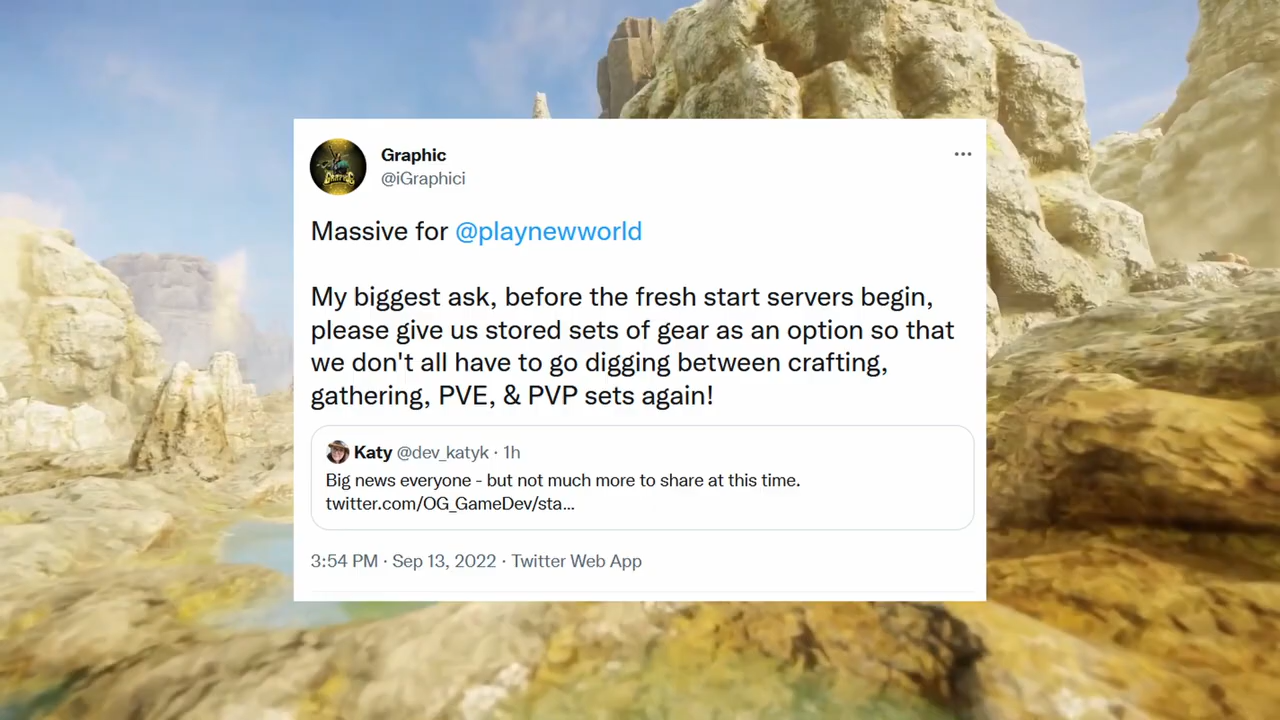 Graphic
@iGraphici
Massive for @playnewworld
My biggest ask, before the fresh start servers begin,
please give us stored sets of gear as an option so that
we don't all have to go digging between crafting,
gathering, PVE, & PVP sets again!
Katy @dev_katyk · 1h
Big news everyone - but not much more to share at this time.
twitter.com/OG_GameDev/sta...
3:54 PM · Sep 13, 2022 · Twitter Web App